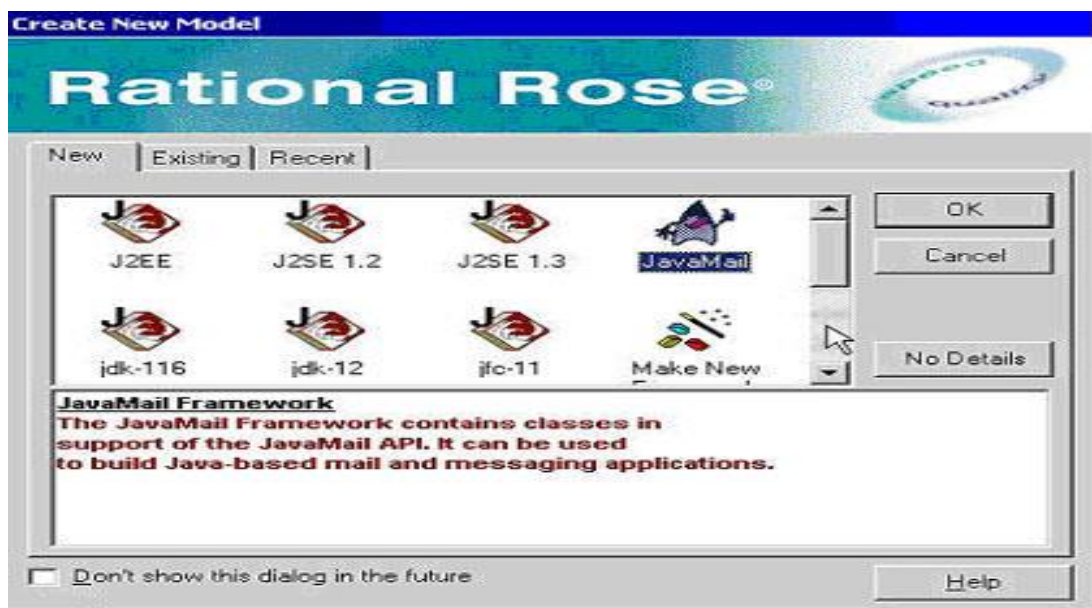 Create New Model
Rational Rose®
speed
quality
New
Existing
Recent
J2EE
J2SE 1.2
J2SE 1.3
JavaMail
OK
Cancel
jdk-116
jdk-12
jfc-11
Make New
No Details
JavaMail Framework
The JavaMail Framework contains classes in
support of the JavaMail API. It can be used
to build Java-based mail and messaging applications.
Don't show this dialog in the future
Help